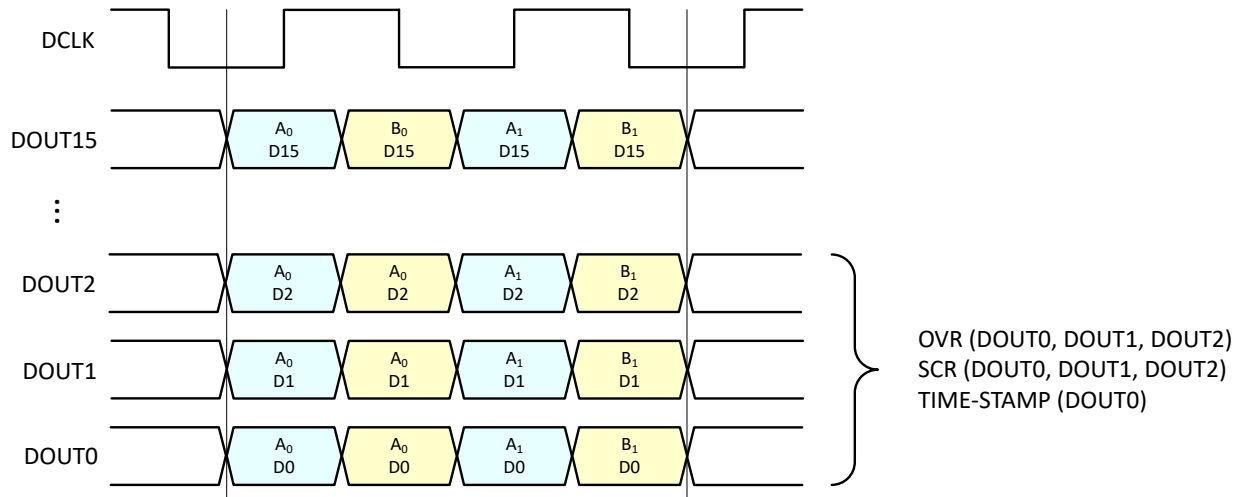 DCLK
DOUT15
A₀ B₀ A₁ B₁
D15 D15 D15 D15
⋮
DOUT2
A₀ A₀ A₁ B₁
D2 D2 D2 D2
DOUT1
A₀ A₀ A₁ B₁
D1 D1 D1 D1
DOUT0
A₀ A₀ A₁ B₁
D0 D0 D0 D0
OVR (DOUT0, DOUT1, DOUT2)
SCR (DOUT0, DOUT1, DOUT2)
TIME-STAMP (DOUT0)